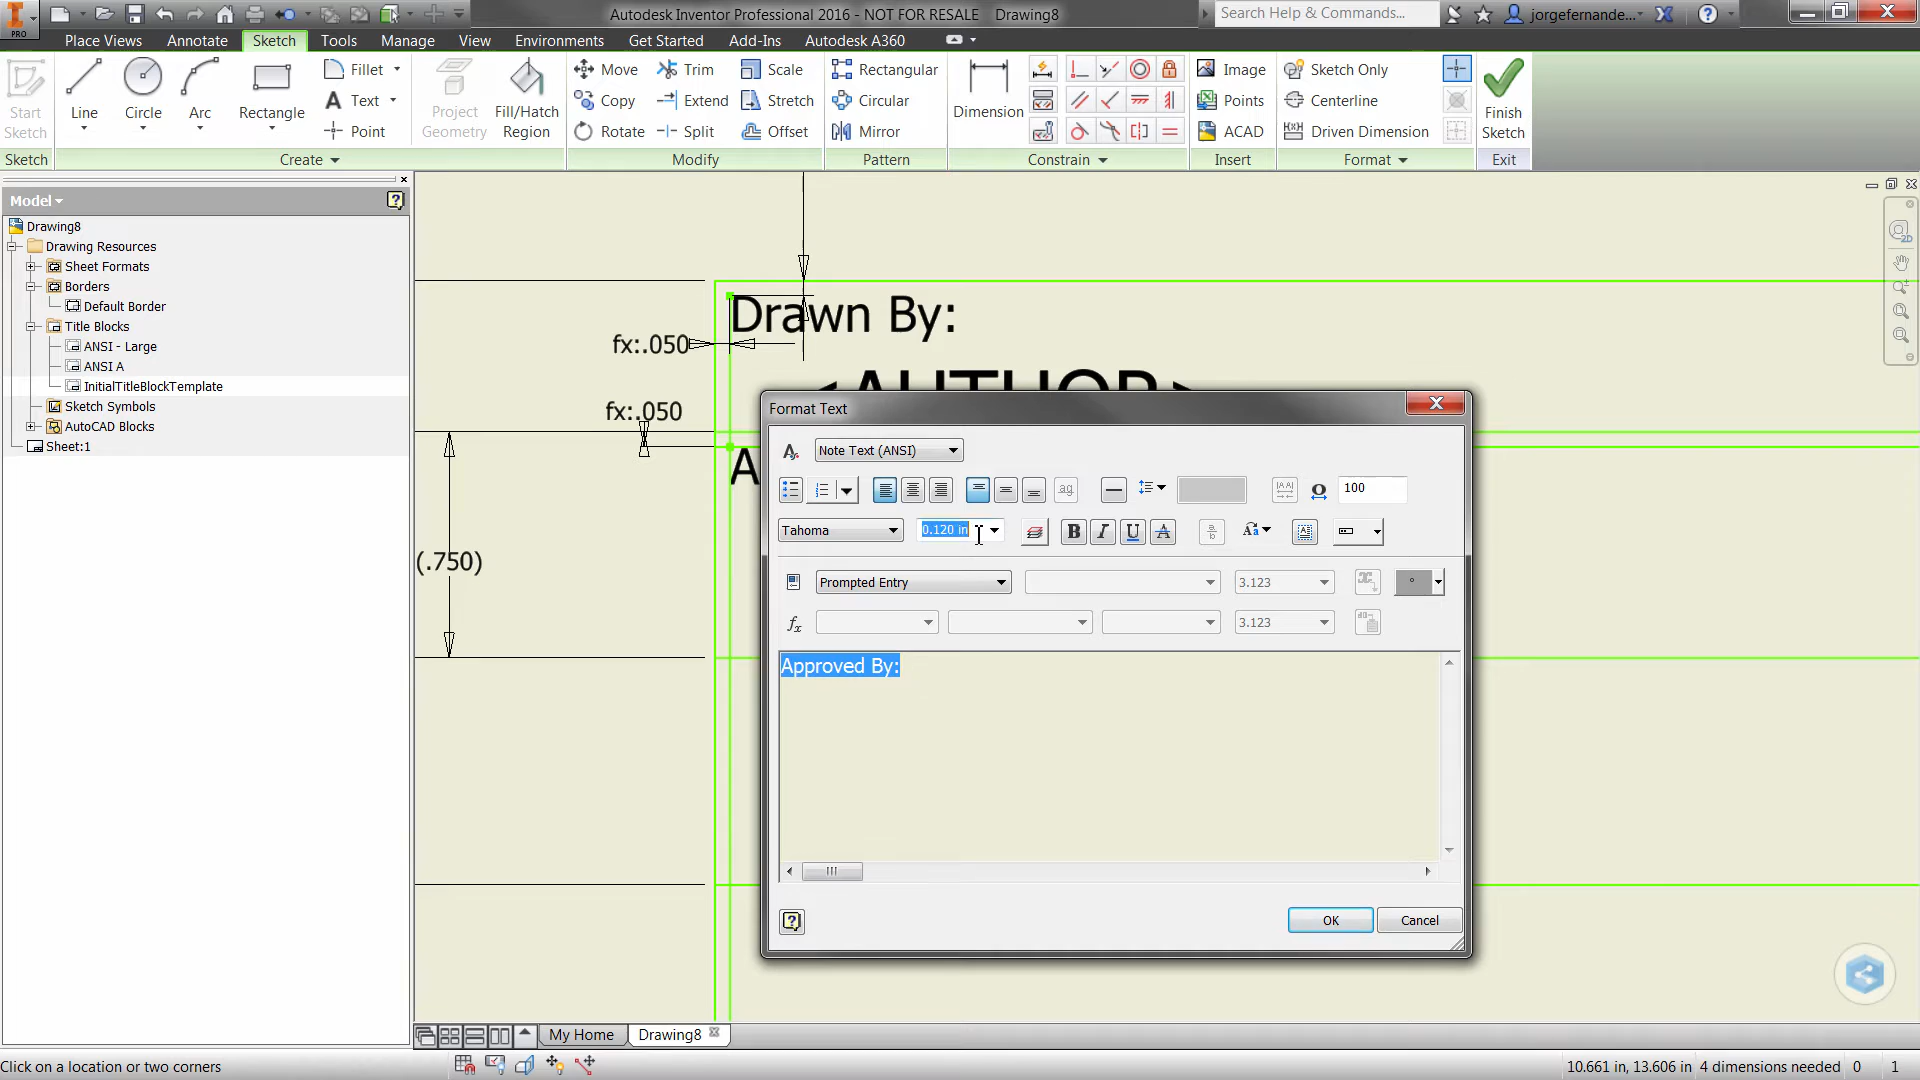 Autodesk Inventor Professional 2016 - NOT FOR RESALE Drawing8
Search Help & Commands...
jorgefernande...
PRO
Place Views Annotate Sketch Tools Manage View Environments Get Started Add-Ins Autodesk A360
Start Sketch
Line
Circle
Arc
Rectangle
Fillet
Text
Point
Project Geometry
Fill/Hatch Region
Move
Copy
Rotate
Trim
Extend
Split
Scale
Stretch
Offset
Rectangular
Circular
Mirror
Dimension
Image
Points
ACAD
Sketch Only
Centerline
Driven Dimension
Finish Sketch
Sketch Create Modify Pattern Constrain Insert Format Exit
Model
Drawing8
Drawing Resources
Sheet Formats
Borders
Default Border
Title Blocks
ANSI - Large
ANSI A
InitialTitleBlockTemplate
Sketch Symbols
AutoCAD Blocks
Sheet:1
Drawn By:
fx:.050
fx:.050
(.750)
A
Format Text
Note Text (ANSI)
100
Tahoma
0.120 in
Prompted Entry
3.123
3.123
Approved By:
OK
Cancel
My Home
Drawing8
Click on a location or two corners
10.661 in, 13.606 in 4 dimensions needed 0 1